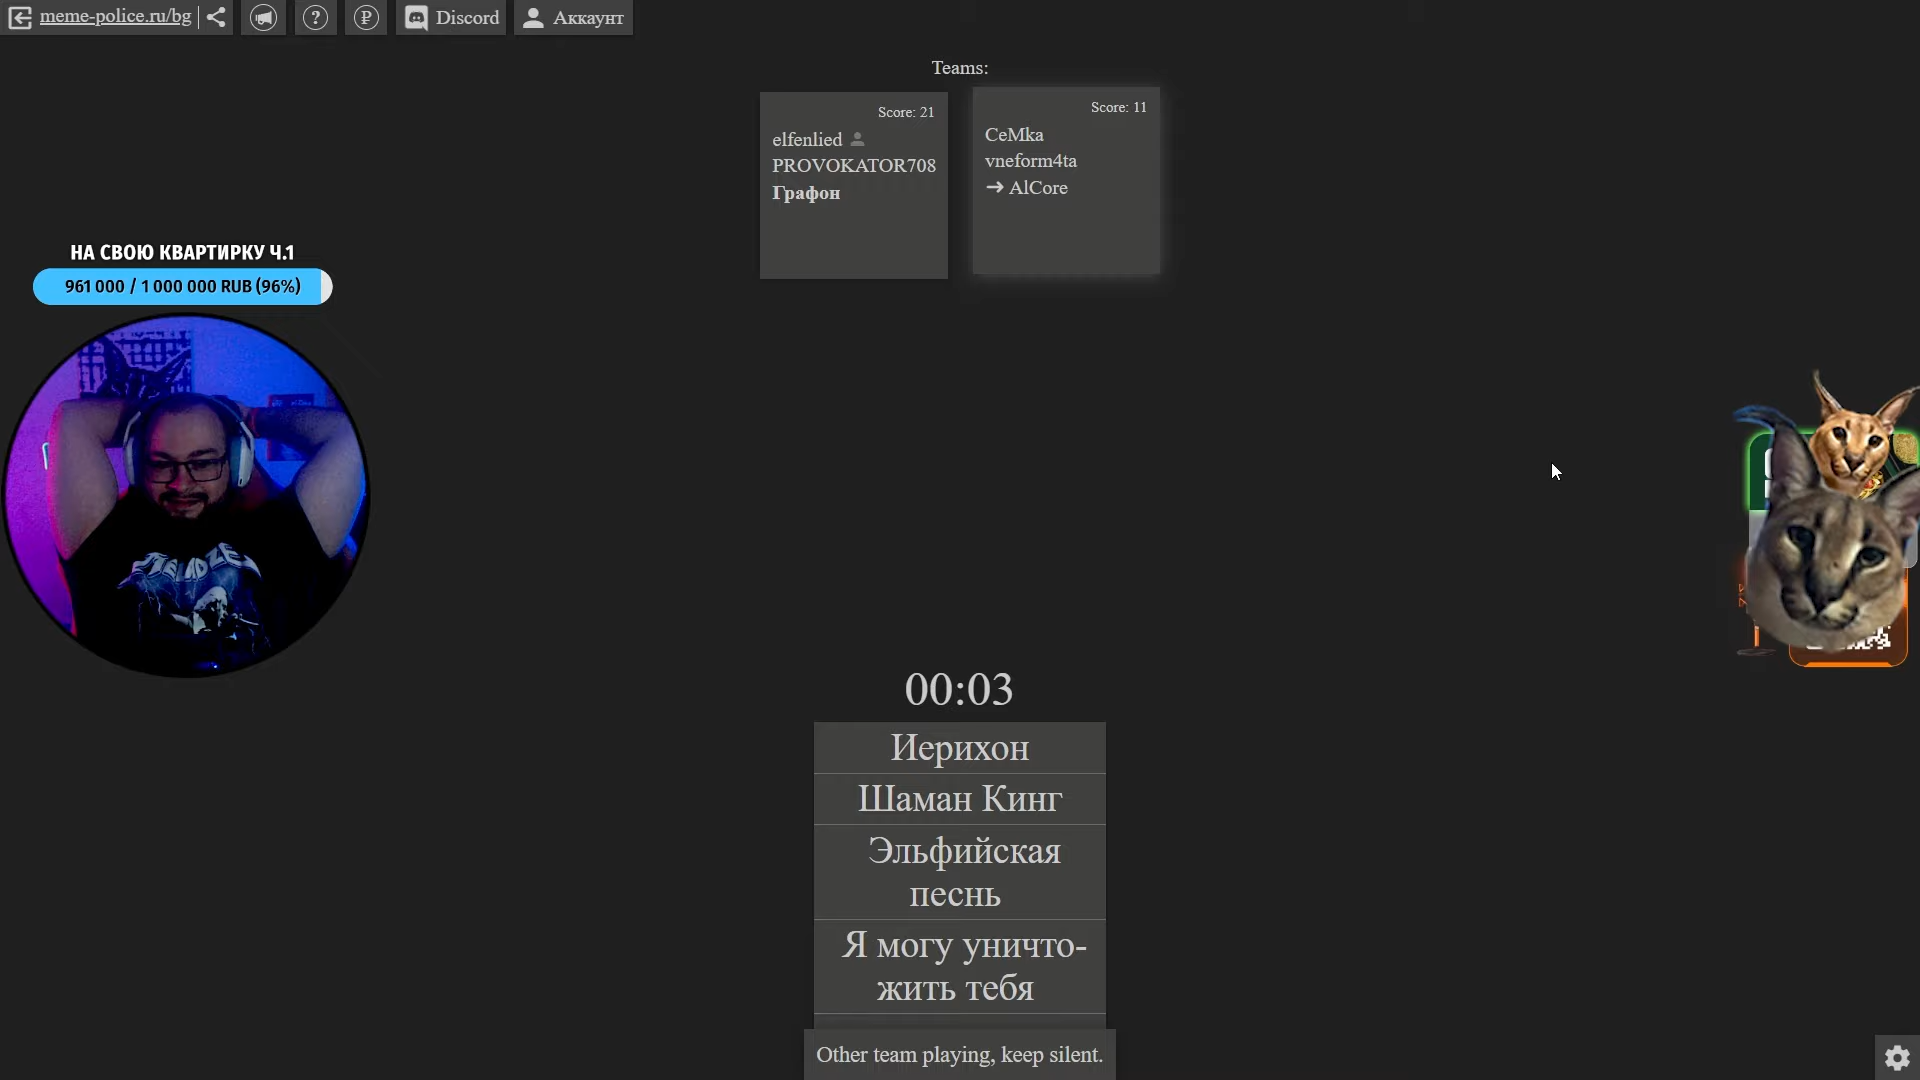 meme-police.ru/bg
Discord
Аккаунт
Teams:
Score: 21
elfenlied
PROVOKATOR708
Графон
Score: 11
CeMka
vneform4ta
➜ AlCore
НА СВОЮ КВАРТИРКУ Ч.1
961 000 / 1 000 000 RUB (96%)
00:03
Иерихон
Шаман Кинг
Эльфийская
песнь
Я могу уничто-
жить тебя
Other team playing, keep silent.